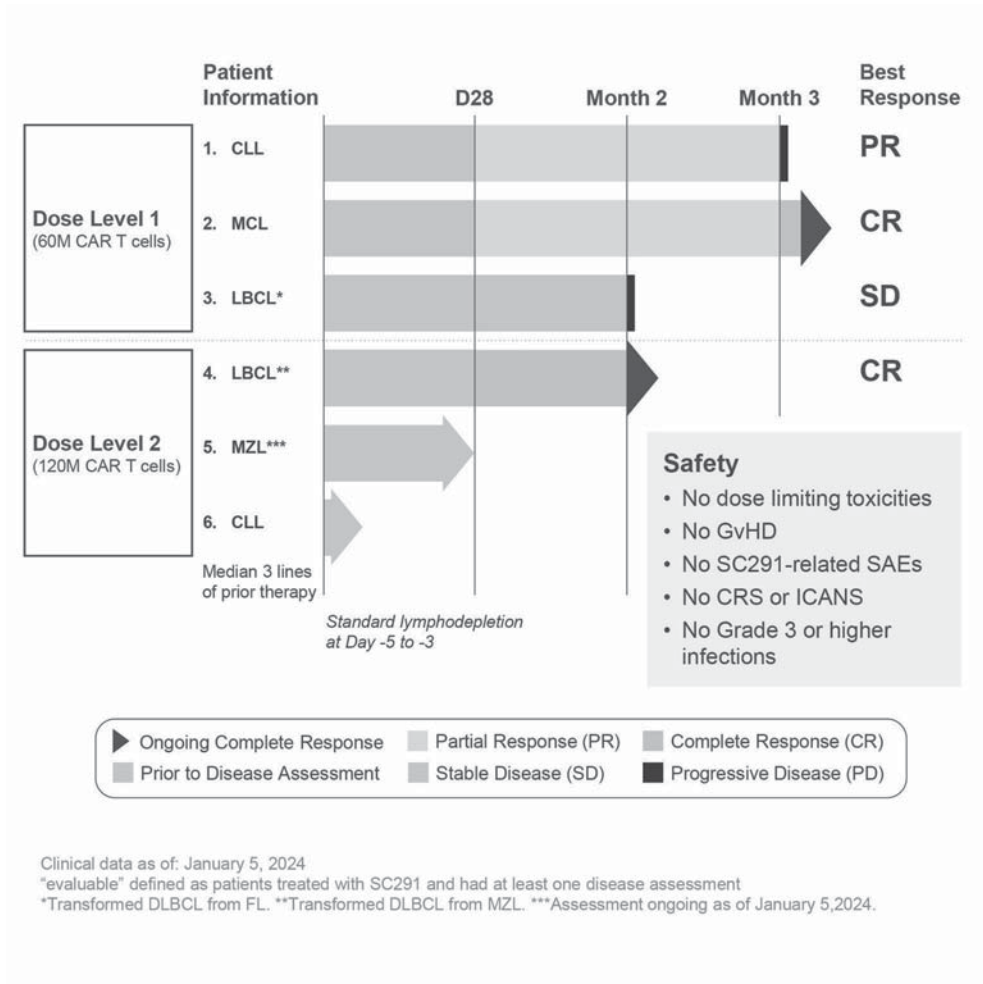 Patient
Information
D28
Month 2
Month 3
Best
Response
Dose Level 1
(60M CAR T cells)
1. CLL
PR
2. MCL
CR
3. LBCL*
SD
Dose Level 2
(120M CAR T cells)
4. LBCL**
CR
5. MZL***
6. CLL
Median 3 lines
of prior therapy
Standard lymphodepletion
at Day -5 to -3
Safety
• No dose limiting toxicities
• No GvHD
• No SC291-related SAEs
• No CRS or ICANS
• No Grade 3 or higher
infections
Ongoing Complete Response
Partial Response (PR)
Complete Response (CR)
Prior to Disease Assessment
Stable Disease (SD)
Progressive Disease (PD)
Clinical data as of: January 5, 2024
“evaluable” defined as patients treated with SC291 and had at least one disease assessment
*Transformed DLBCL from FL. **Transformed DLBCL from MZL. ***Assessment ongoing as of January 5,2024.